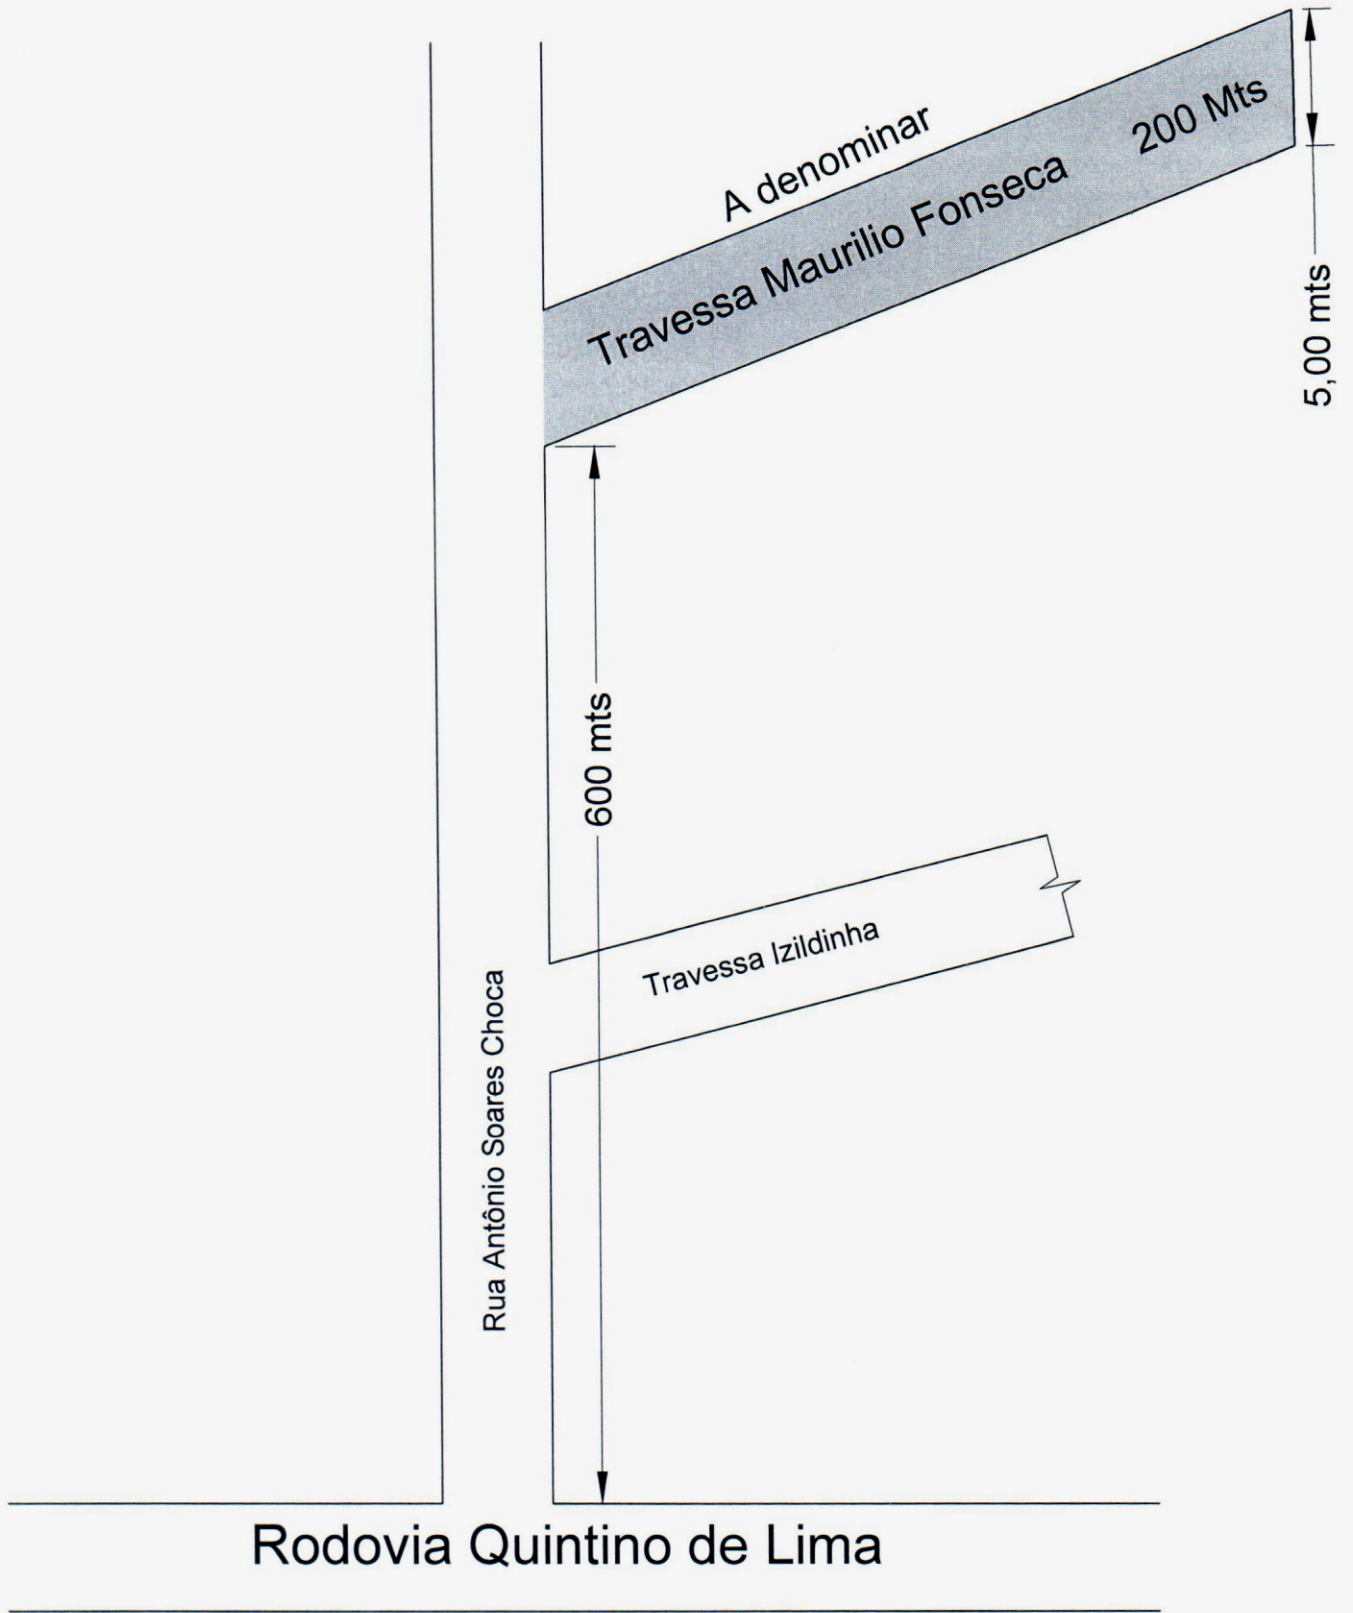 A denominar
Travessa Maurilio Fonseca 200 Mts
5,00 mts
600 mts
Travessa Izildinha
Rua Antônio Soares Choca
Rodovia Quintino de Lima